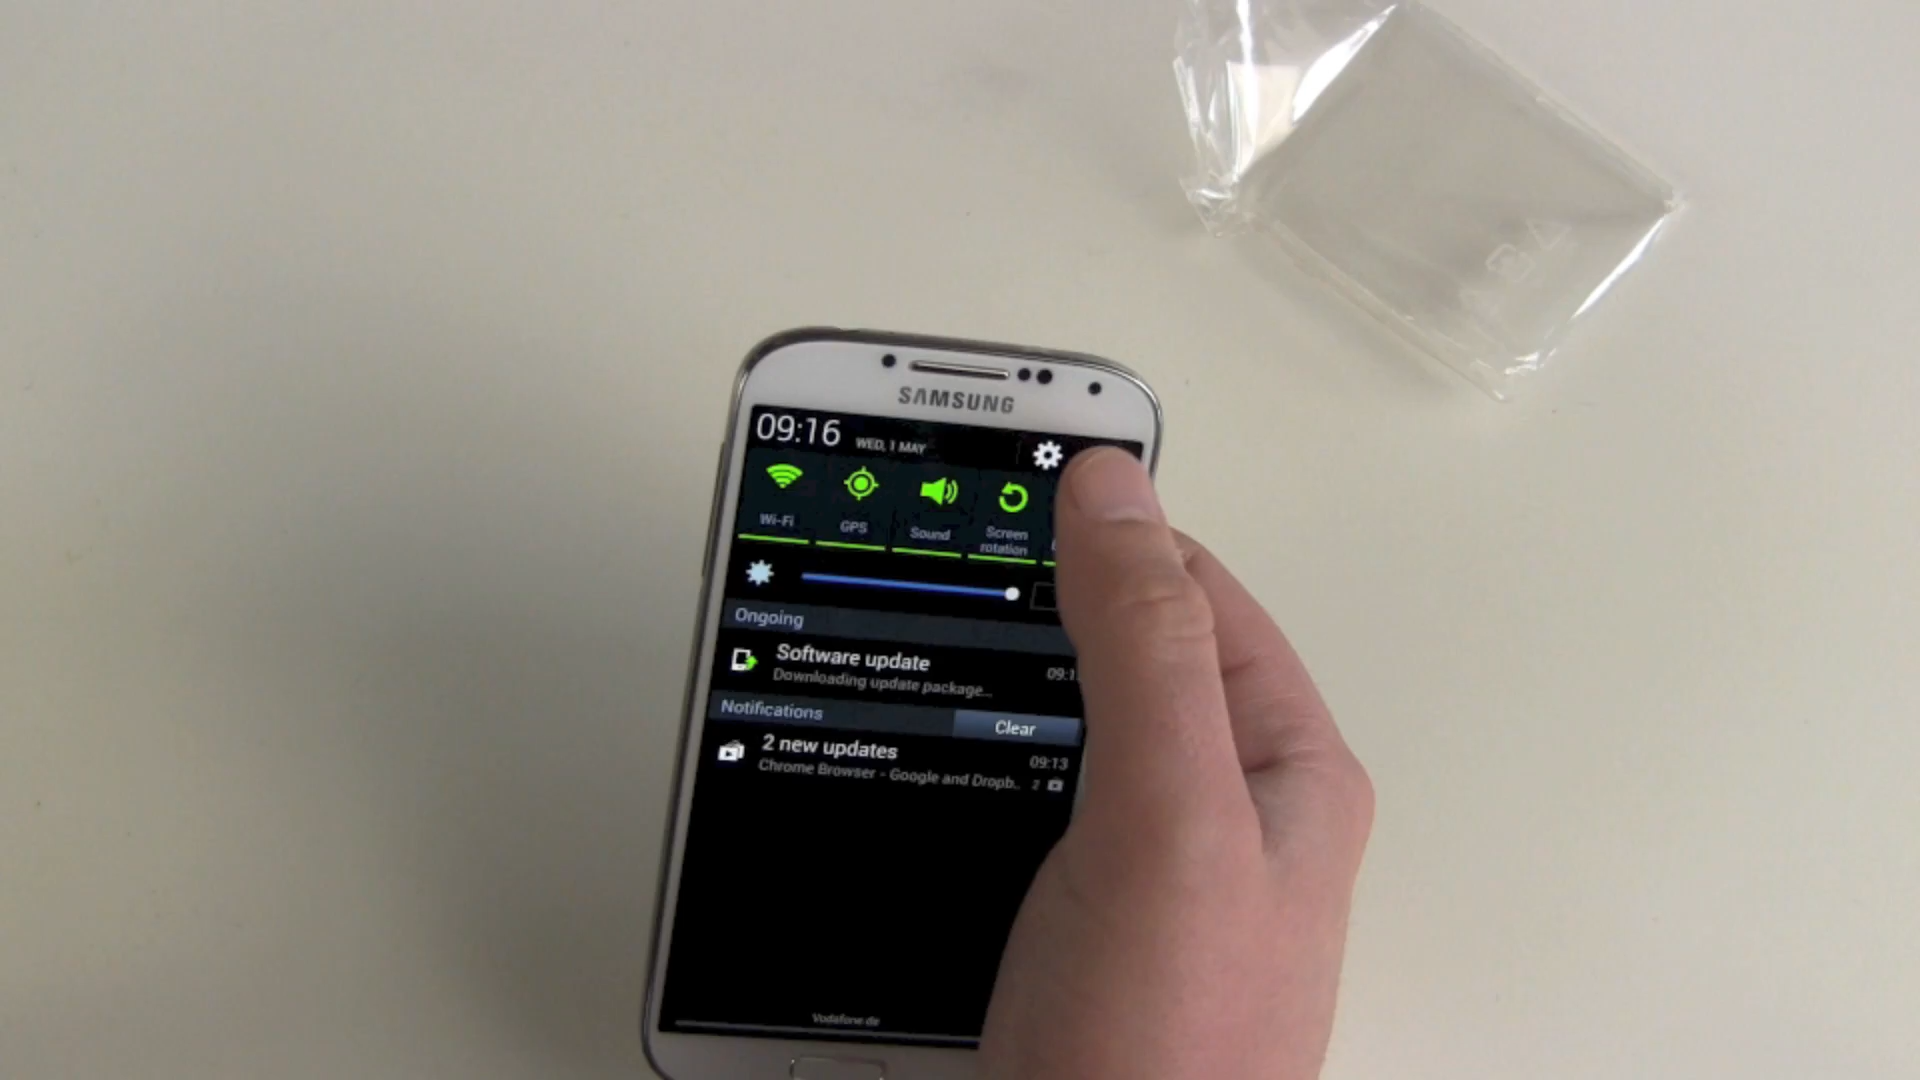 SAMSUNG
09:16 WED, 1 MAY
Wi-Fi GPS Sound Screen rotation
Ongoing
Software update
Downloading update package...
Notifications Clear
2 new updates 09:13
Chrome Browser - Google and Dropb.. 2
Vodafone.de